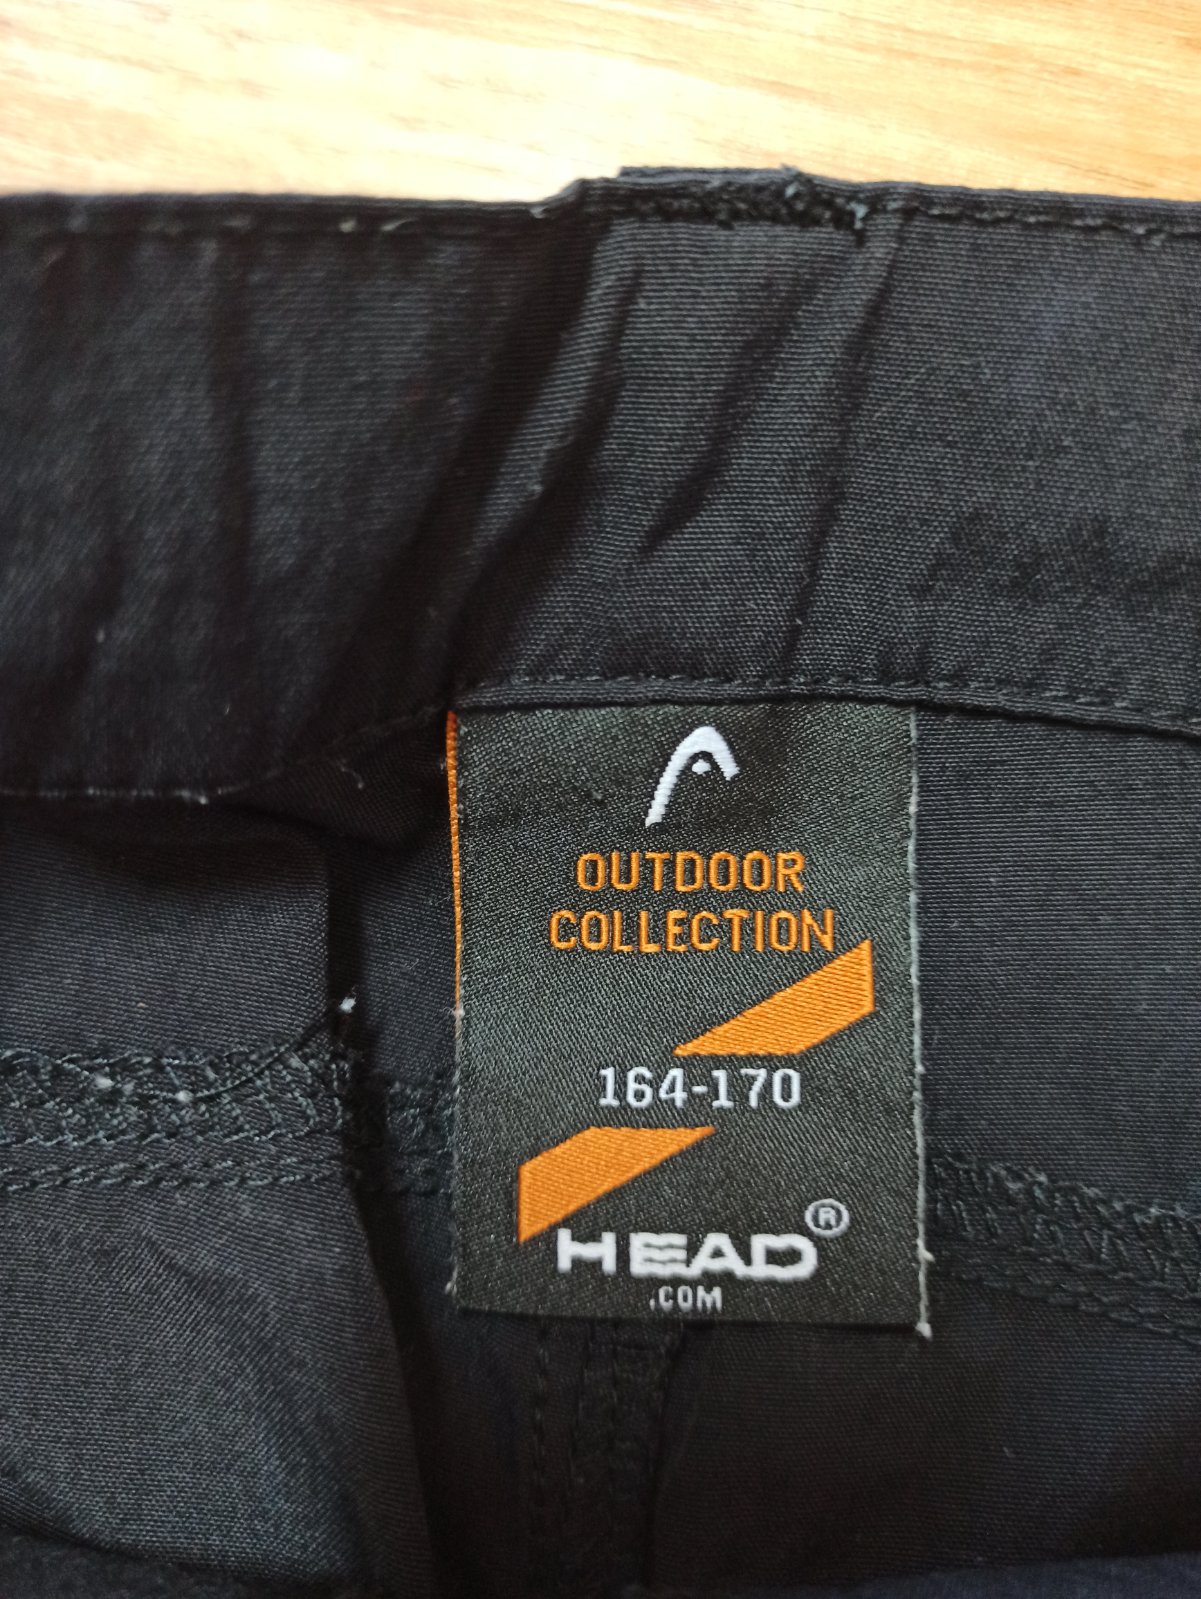 OUTDOOR
COLLECTION
164-170
HEAD®
.COM